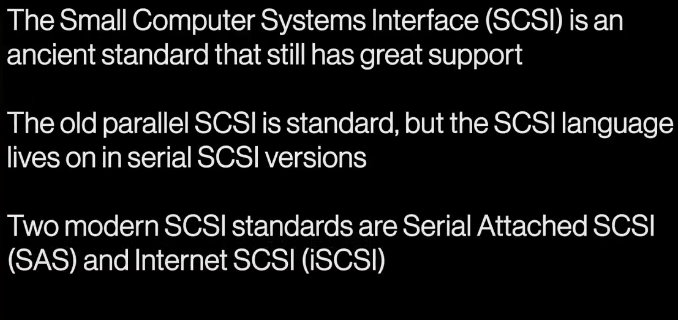 The Small Computer Systems Interface (SCSI) is an
ancient standard that still has great support
The old parallel SCSI is standard, but the SCSI language
lives on in serial SCSI versions
Two modern SCSI standards are Serial Attached SCSI
(SAS) and Internet SCSI (iSCSI)